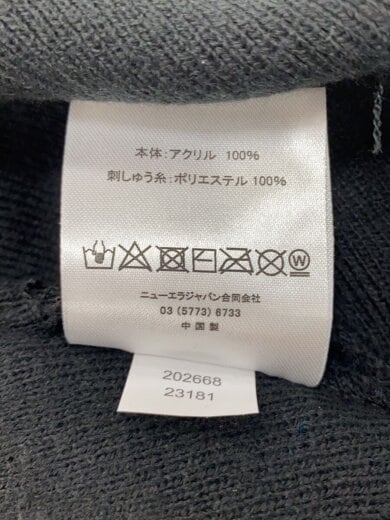 本体：アクリル 100%
刺しゅう糸：ポリエステル 100%
W
ニューエラジャパン合同会社
03 (5773) 6733
中国製
202668
23181